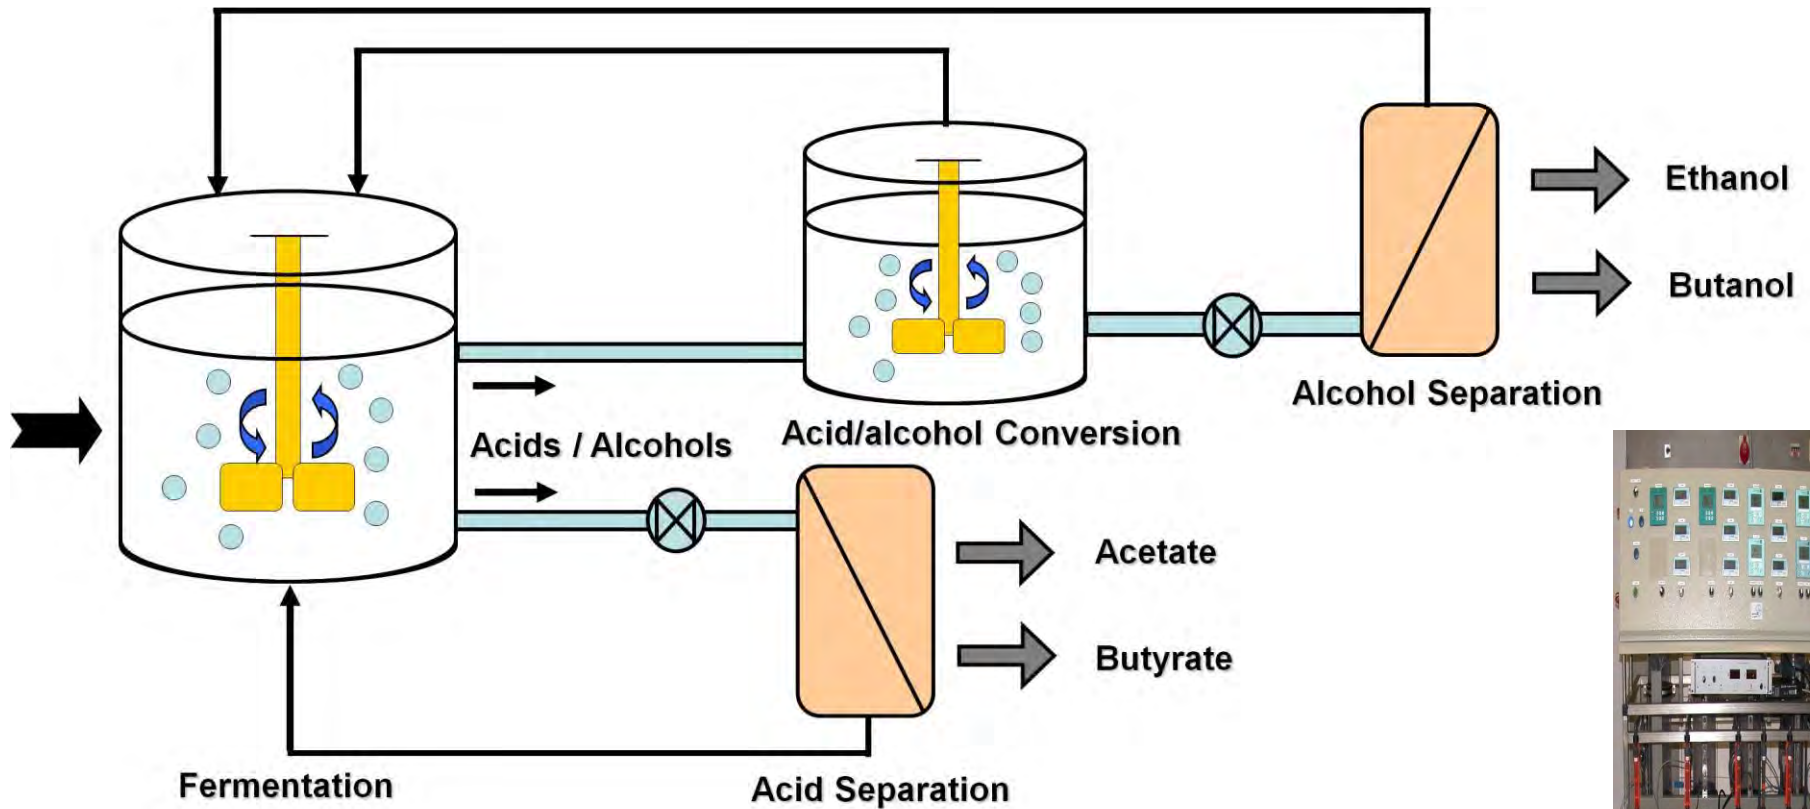 Ethanol
Butanol
Alcohol Separation
Acid/alcohol Conversion
Acids / Alcohols
Acetate
Butyrate
Fermentation
Acid Separation